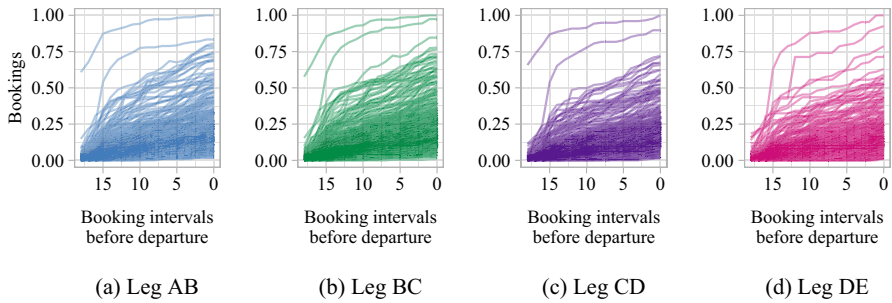 Bookings
1.00
0.75
0.50
0.25
0.00
15 10 5 0
Booking intervals
before departure
(a) Leg AB
1.00
0.75
0.50
0.25
0.00
15 10 5 0
Booking intervals
before departure
(b) Leg BC
1.00
0.75
0.50
0.25
0.00
15 10 5 0
Booking intervals
before departure
(c) Leg CD
1.00
0.75
0.50
0.25
0.00
15 10 5 0
Booking intervals
before departure
(d) Leg DE